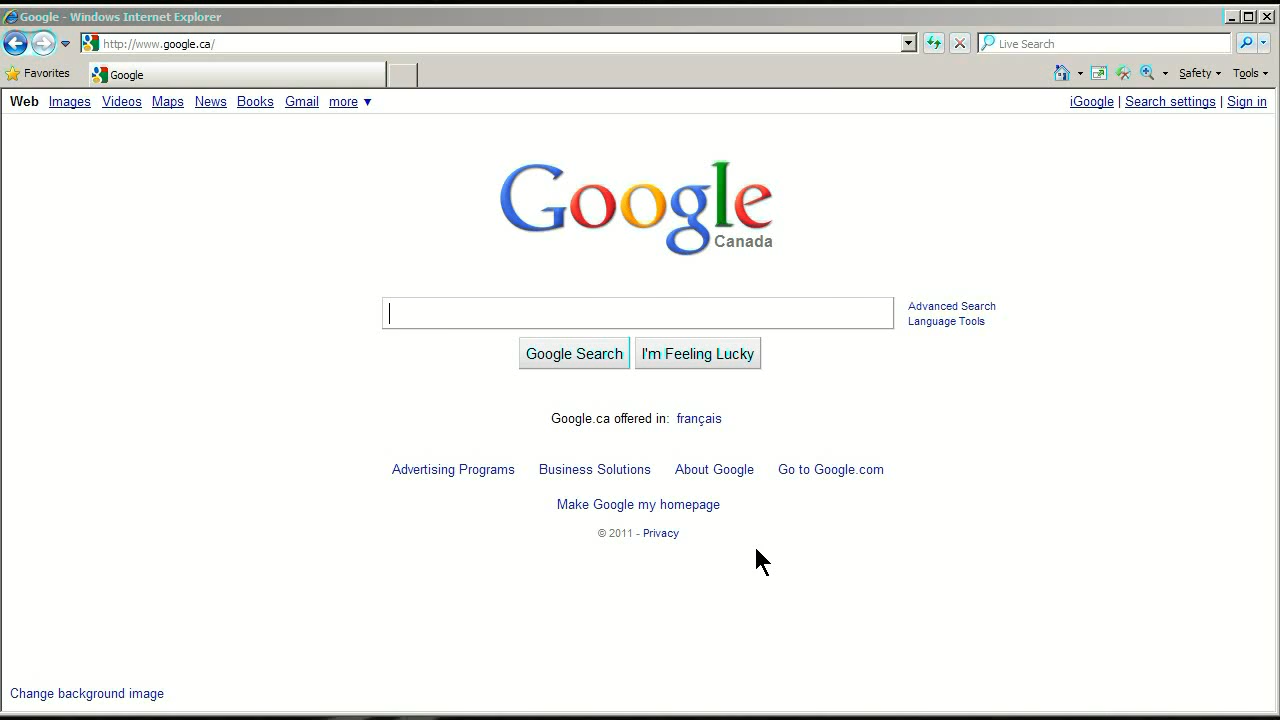 Google - Windows Internet Explorer
http://www.google.ca/
Live Search
Favorites
Google
Safety
Tools
Web Images Videos Maps News Books Gmail more ▼
iGoogle | Search settings | Sign in
Google
Canada
Advanced Search
Language Tools
Google Search
I'm Feeling Lucky
Google.ca offered in: français
Advertising Programs Business Solutions About Google Go to Google.com
Make Google my homepage
© 2011 - Privacy
Change background image